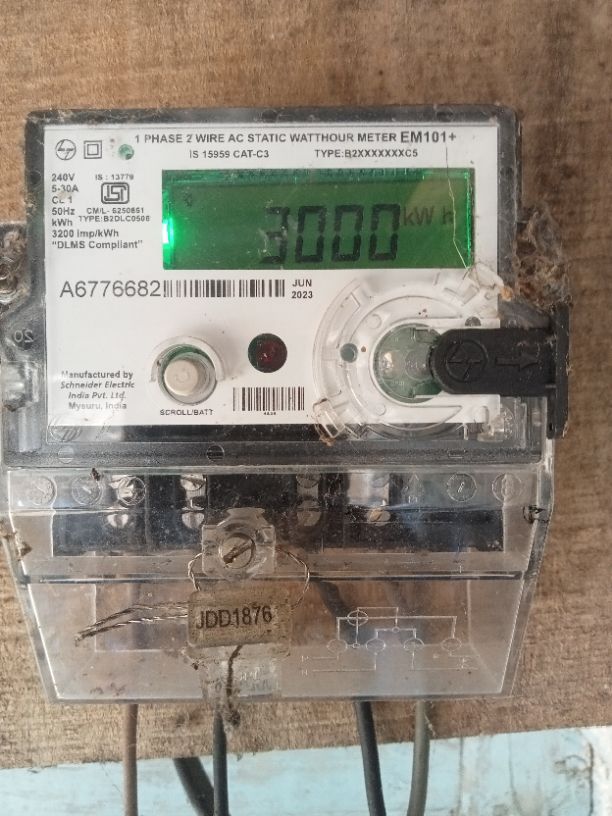 1 PHASE 2 WIRE AC STATIC WATTHOUR METER EM101+
IS 15959 CAT-C3 TYPE:B2XXXXXXXC5
240V IS : 13779
5-30A
CL 1
50Hz CM/L- 6250851
kWh TYPE:B2DLC0506
3200 imp/kWh
"DLMS Compliant"
3000 kW h
A6776682
JUN
2023
Manufactured by
Schneider Electric
India Pvt. Ltd.
Mysuru, India
SCROLL/BATT
JDD1876